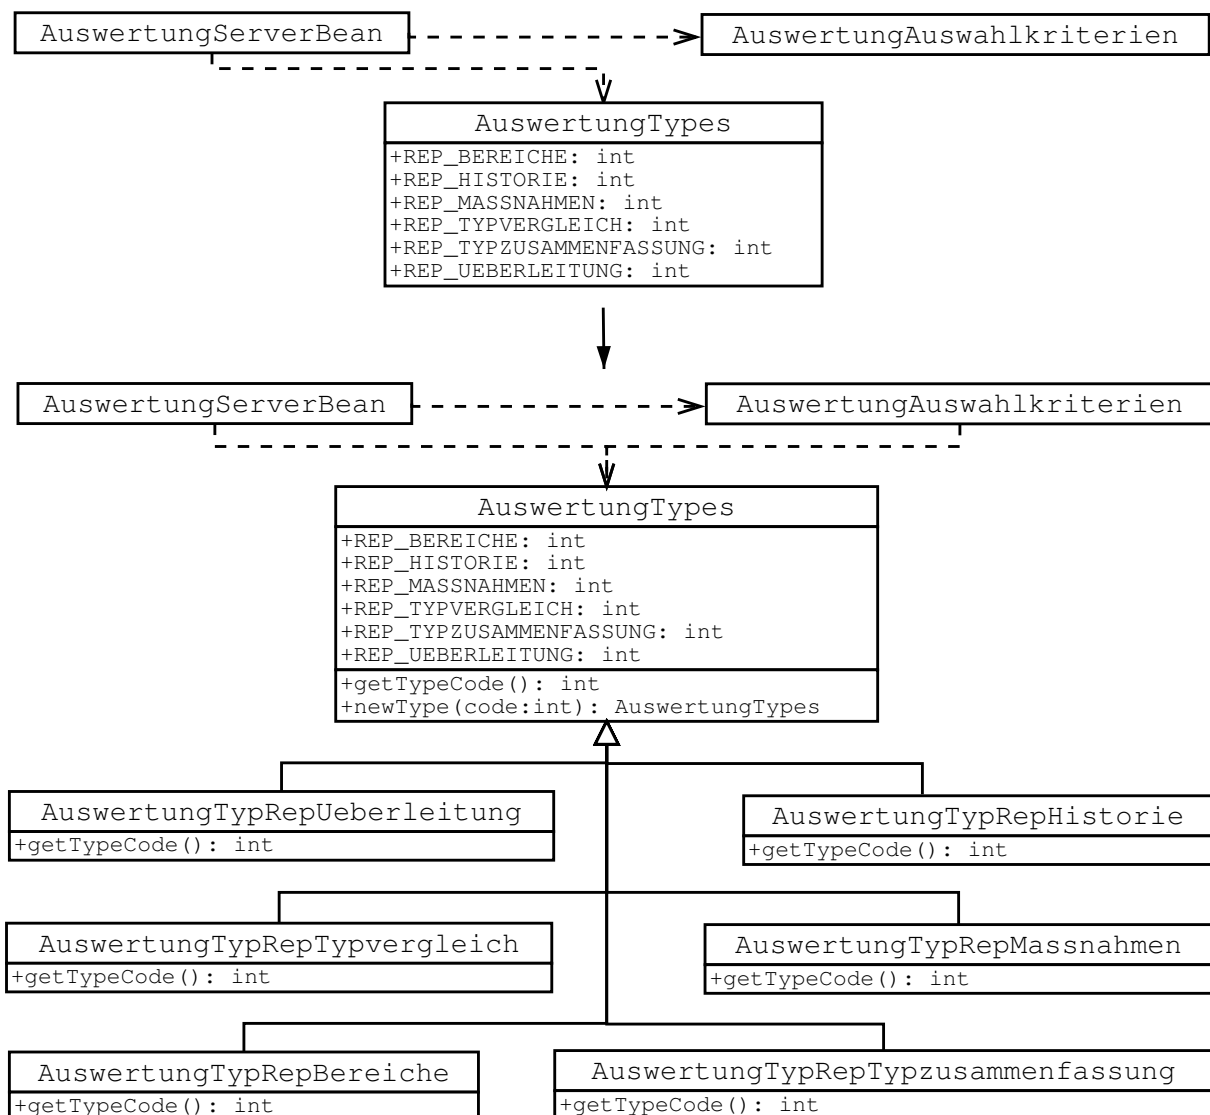 AuswertungServerBean
AuswertungAuswahlkriterien
AuswertungTypes
+REP_BEREICHE: int
+REP_HISTORIE: int
+REP_MASSNAHMEN: int
+REP_TYPVERGLEICH: int
+REP_TYPZUSAMMENFASSUNG: int
+REP_UEBERLEITUNG: int
AuswertungServerBean
AuswertungAuswahlkriterien
AuswertungTypes
+REP_BEREICHE: int
+REP_HISTORIE: int
+REP_MASSNAHMEN: int
+REP_TYPVERGLEICH: int
+REP_TYPZUSAMMENFASSUNG: int
+REP_UEBERLEITUNG: int
+getTypeCode(): int
+newType(code:int): AuswertungTypes
AuswertungTypRepUeberleitung
+getTypeCode(): int
AuswertungTypRepHistorie
+getTypeCode(): int
AuswertungTypRepTypvergleich
+getTypeCode(): int
AuswertungTypRepMassnahmen
+getTypeCode(): int
AuswertungTypRepBereiche
+getTypeCode(): int
AuswertungTypRepTypzusammenfassung
+getTypeCode(): int